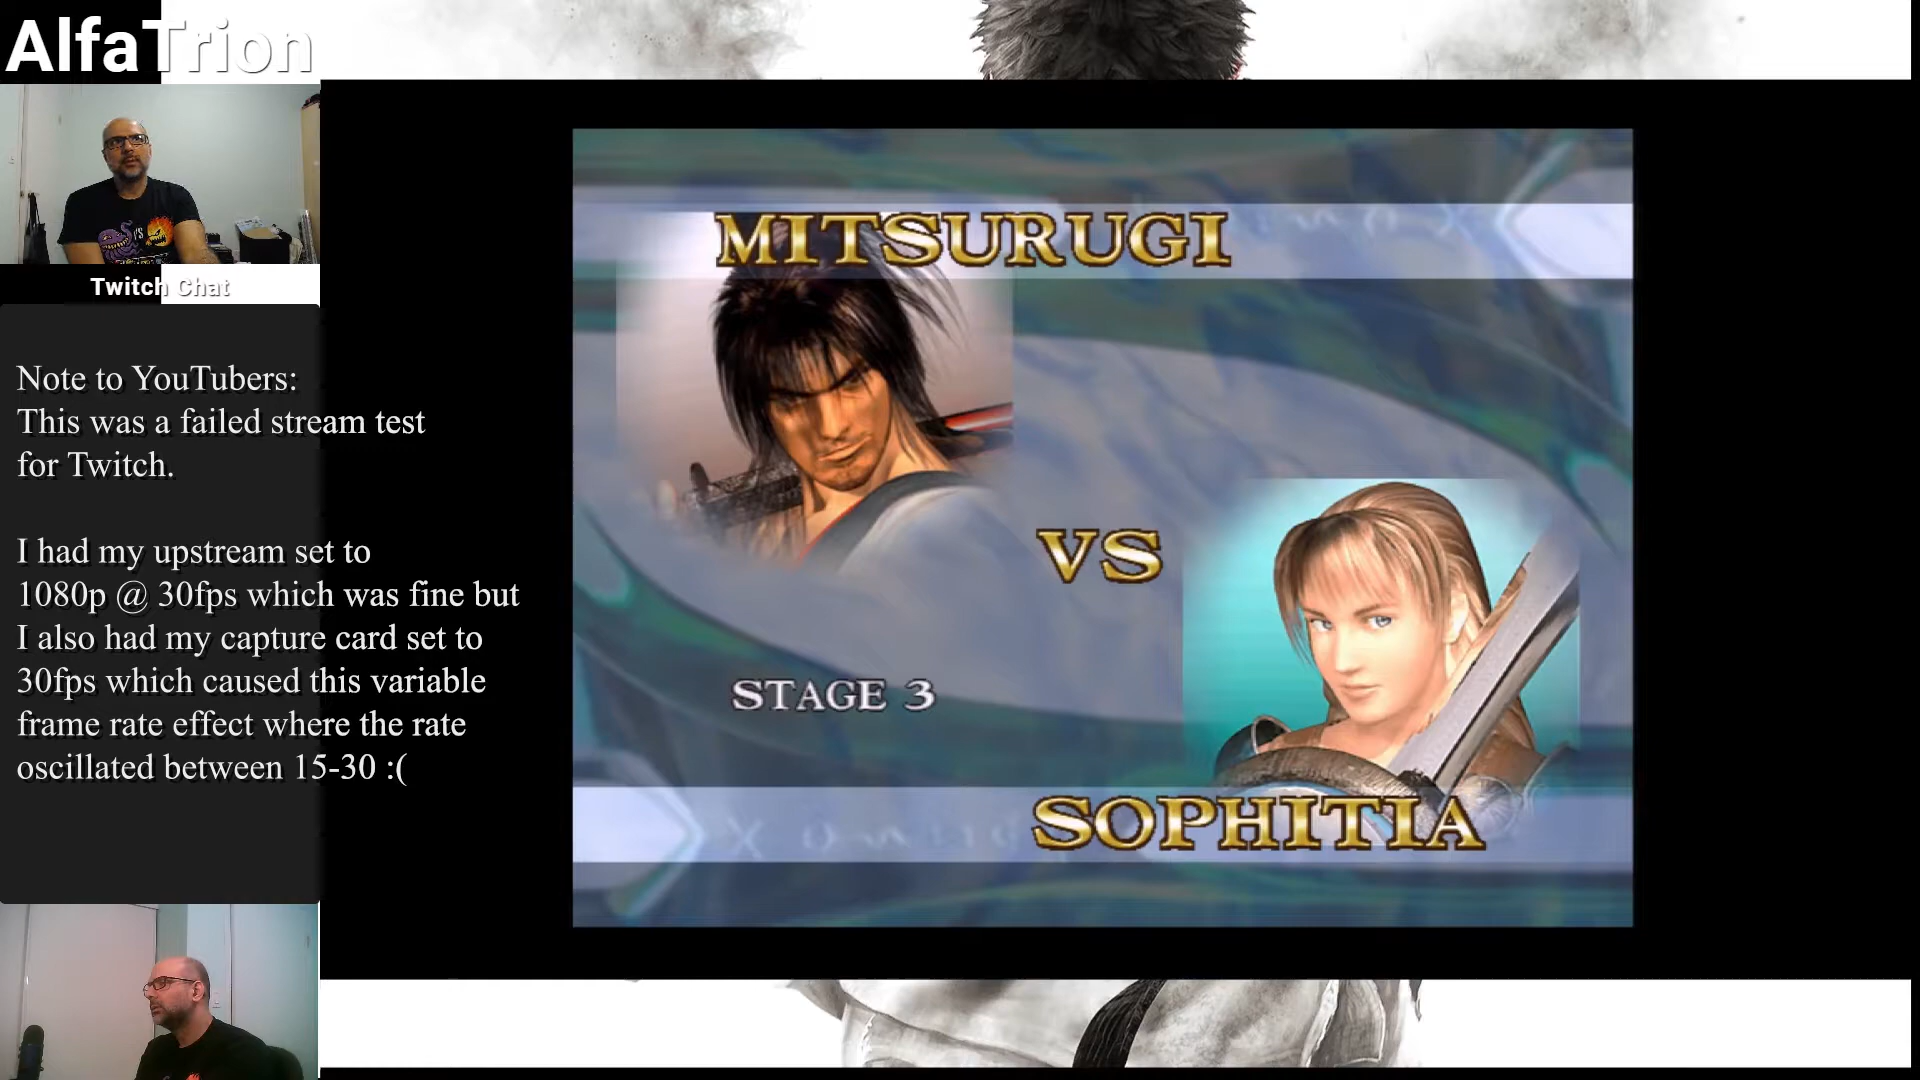 AlfaTrion
Twitch Chat
Note to YouTubers:
This was a failed stream test
for Twitch.
I had my upstream set to
1080p @ 30fps which was fine but
I also had my capture card set to
30fps which caused this variable
frame rate effect where the rate
oscillated between 15-30 :(
MITSURUGI
VS
STAGE 3
SOPHITIA